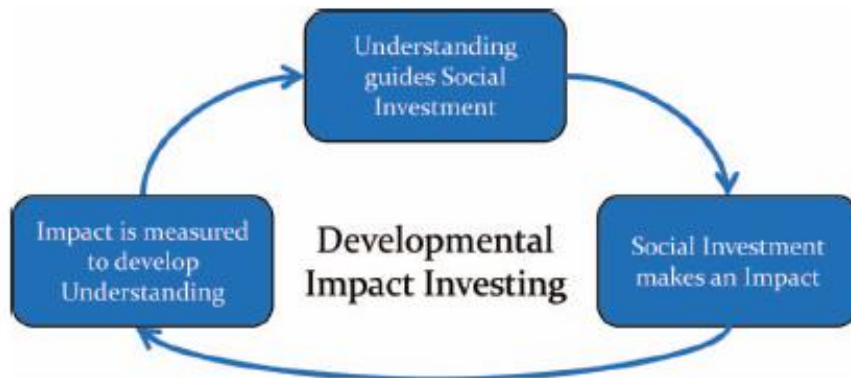 Understanding
guides Social
Investment
Impact is measured
to develop
Understanding
Developmental
Impact Investing
Social Investment
makes an Impact